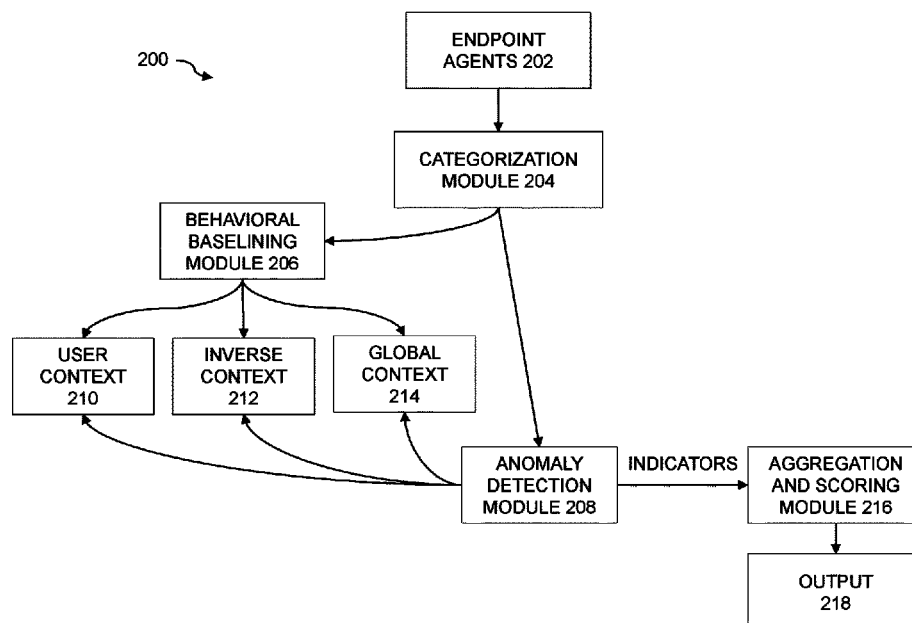 200
ENDPOINT
AGENTS 202
CATEGORIZATION
MODULE 204
BEHAVIORAL
BASELINING
MODULE 206
USER
CONTEXT
210
INVERSE
CONTEXT
212
GLOBAL
CONTEXT
214
ANOMALY
DETECTION
MODULE 208
INDICATORS
AGGREGATION
AND SCORING
MODULE 216
OUTPUT
218